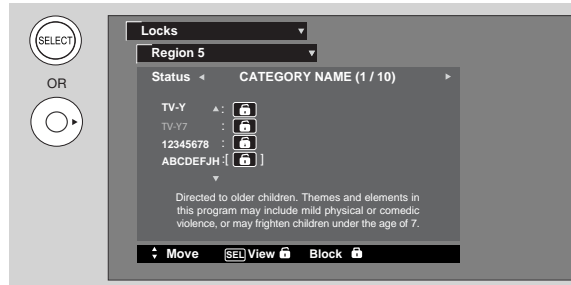 SELECT
OR
Locks
Region 5
Status CATEGORY NAME (1 / 10)
TV-Y :
TV-Y7 :
12345678 :
ABCDEFJH :[ ]
Directed to older children. Themes and elements in
this program may include mild physical or comedic
violence, or may frighten children under the age of 7.
Move SEL View Block